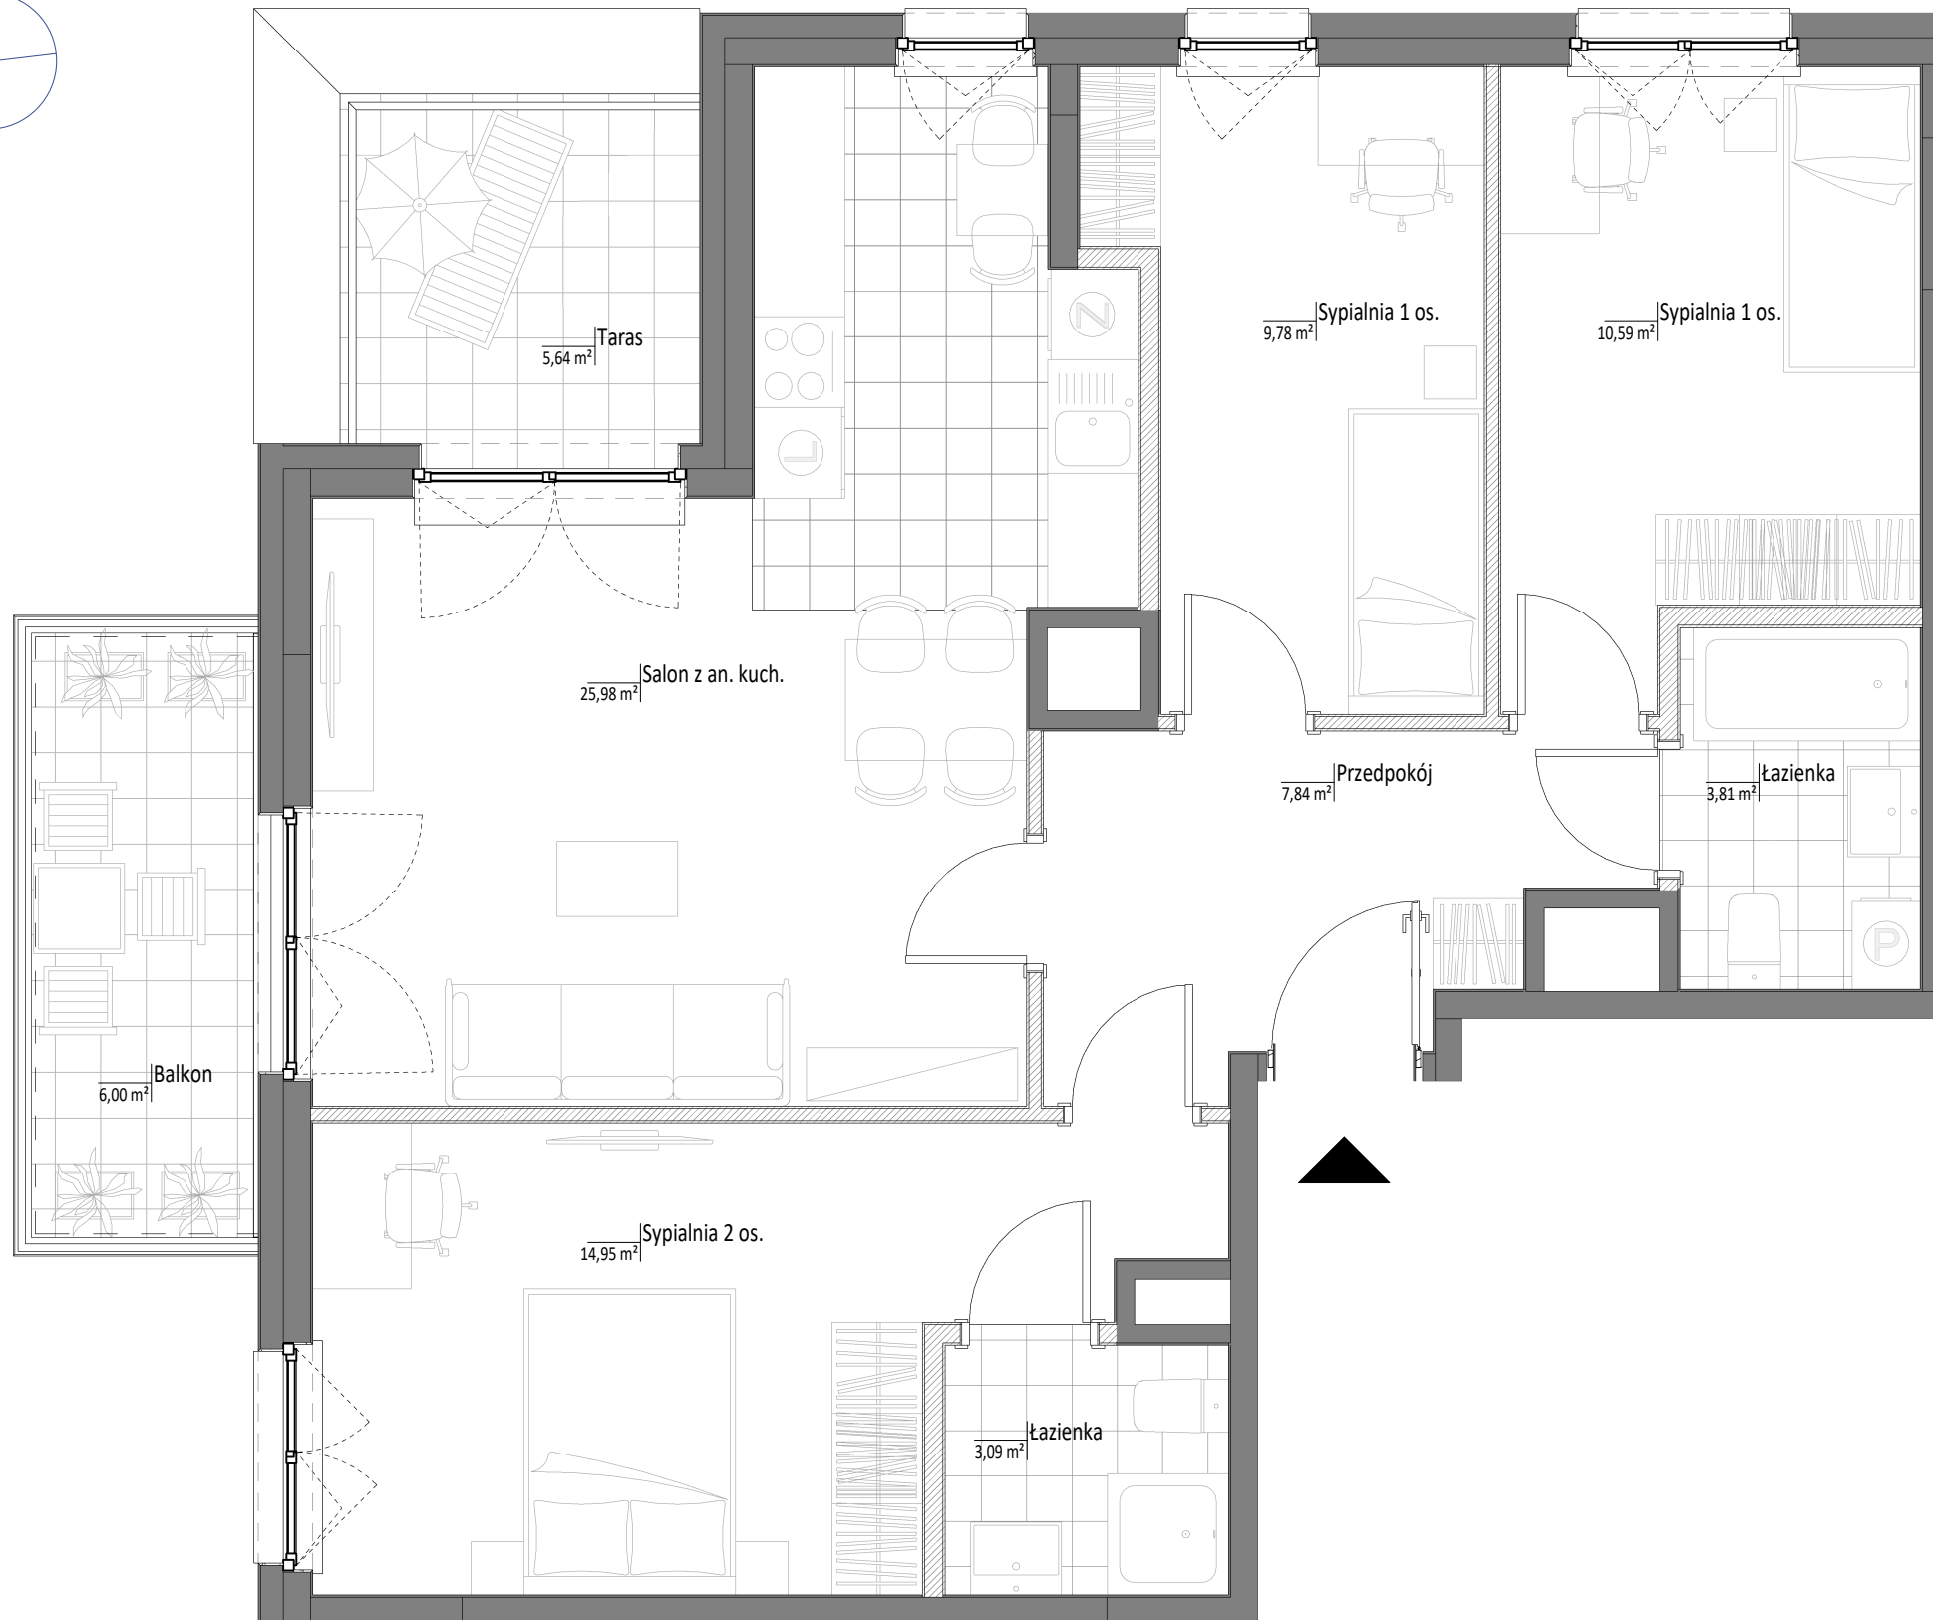 Taras
5,64 m²
Sypialnia 1 os.
9,78 m²
Sypialnia 1 os.
10,59 m²
Z
L
Salon z an. kuch.
25,98 m²
Przedpokój
7,84 m²
Łazienka
3,81 m²
P
Balkon
6,00 m²
Sypialnia 2 os.
14,95 m²
Łazienka
3,09 m²